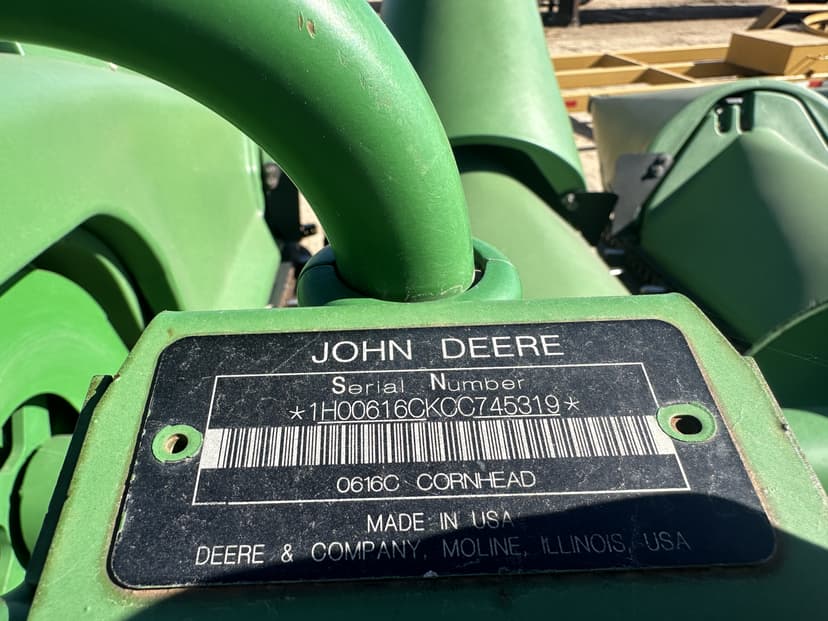 JOHN DEERE
Serial Number
*1H00616CKCC745319*
0616C CORNHEAD
MADE IN USA
DEERE & COMPANY, MOLINE, ILLINOIS, USA